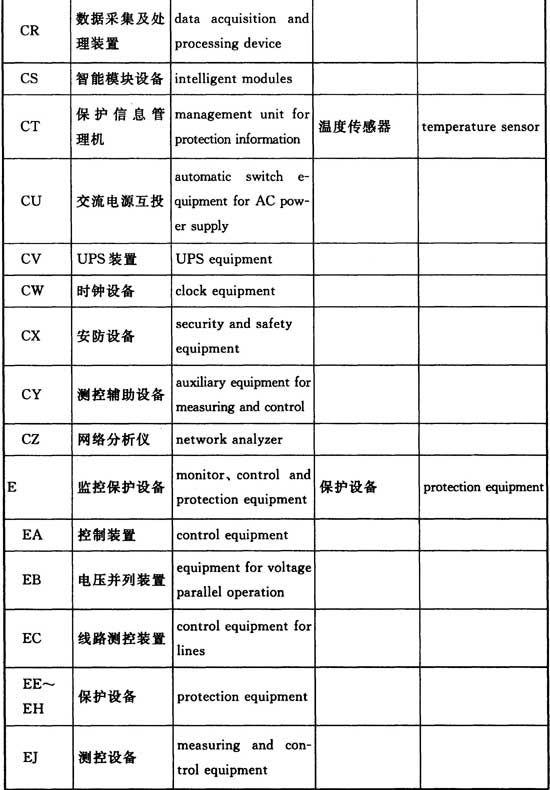 CR
数据采集及处
理装置
data acquisition and
processing device
CS
智能模块设备
intelligent modules
CT
保护信息管
理机
management unit for
protection information
温度传感器
temperature sensor
CU
交流电源互投
automatic switch e-
quipment for AC pow-
er supply
CV
UPS装置
UPS equipment
CW
时钟设备
clock equipment
CX
安防设备
security and safety
equipment
CY
测控辅助设备
auxiliary equipment for
measuring and control
CZ
网络分析仪
network analyzer
E
监控保护设备
monitor、control and
protection equipment
保护设备
protection equipment
EA
控制装置
control equipment
EB
电压并列装置
equipment for voltage
parallel operation
EC
线路测控装置
control equipment for
lines
EE～
EH
保护设备
protection equipment
EJ
测控设备
measuring and con-
trol equipment